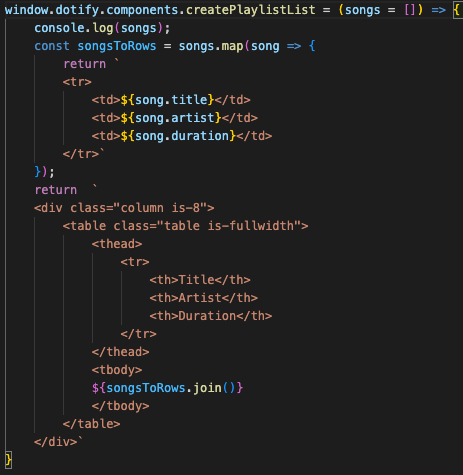 window.dotify.components.createPlaylistList = (songs = []) => {
    console.log(songs);
    const songsToRows = songs.map(song => {
        return `
        <tr>
            <td>${song.title}</td>
            <td>${song.artist}</td>
            <td>${song.duration}</td>
        </tr>`
    });
    return  `
    <div class="column is-8">
        <table class="table is-fullwidth">
            <thead>
                <tr>
                    <th>Title</th>
                    <th>Artist</th>
                    <th>Duration</th>
                </tr>
            </thead>
            <tbody>
            ${songsToRows.join()}
            </tbody>
        </table>
    </div>`
}